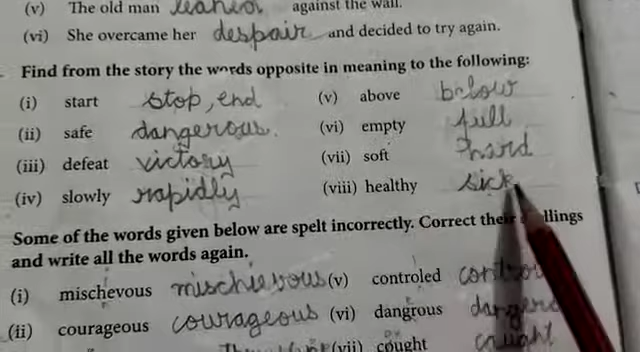 (v) The old man leaned against the wall.
(vi) She overcame her despair and decided to try again.
Find from the story the words opposite in meaning to the following:
(i) start stop, end (v) above below
(ii) safe dangerous. (vi) empty full
(iii) defeat victory (vii) soft hard
(iv) slowly rapidly (viii) healthy sick
Some of the words given below are spelt incorrectly. Correct their llings
and write all the words again.
(i) mischevous mischievous (v) controled
(ii) courageous courageous (vi) dangrous
(vii) cought caught